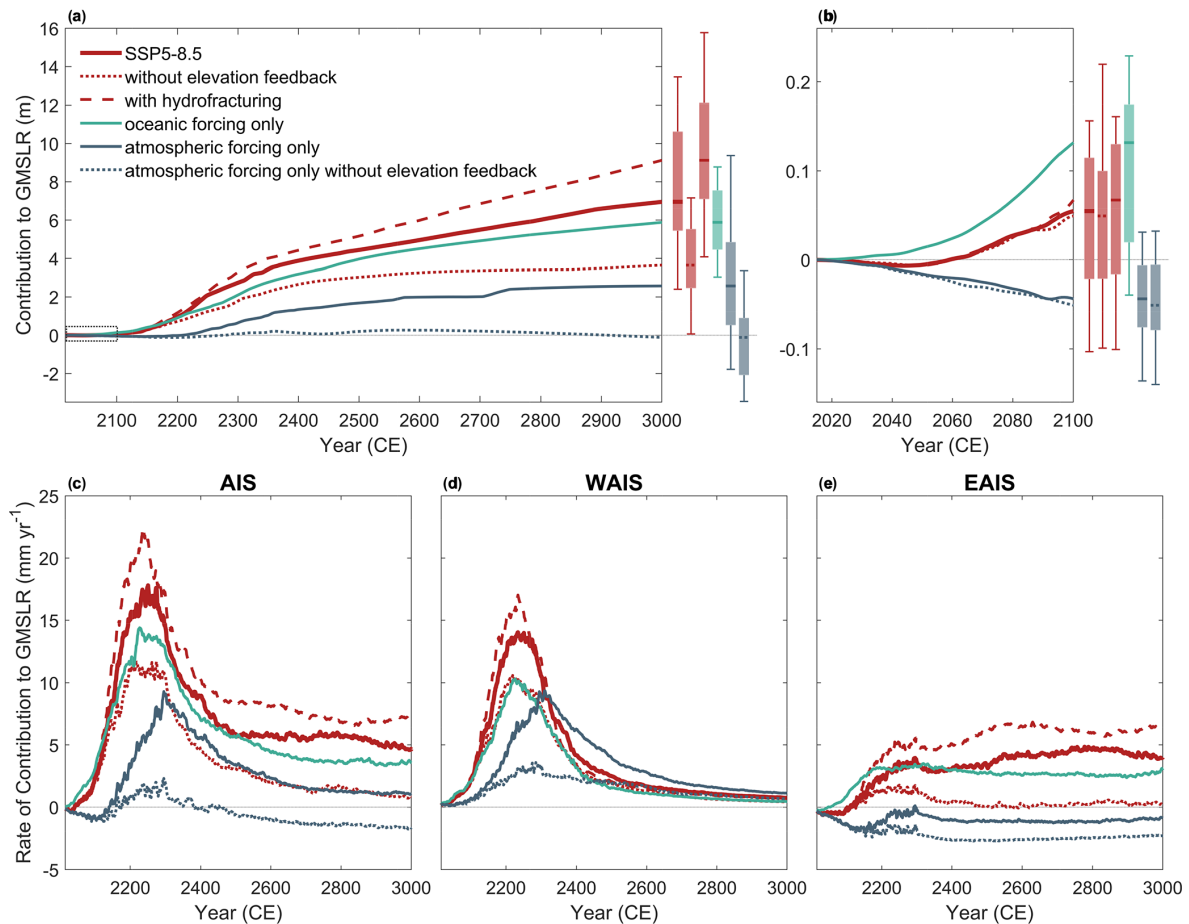 (a)
Contribution to GMSLR (m)
16
14
12
10
8
6
4
2
0
-2
SSP5-8.5
without elevation feedback
with hydrofracturing
oceanic forcing only
atmospheric forcing only
atmospheric forcing only without elevation feedback
2100 2200 2300 2400 2500 2600 2700 2800 2900 3000
Year (CE)
(b)
0.2
0.1
0
-0.1
2020 2040 2060 2080 2100
Year (CE)
Rate of Contribution to GMSLR (mm yr-1)
(c) AIS
25
20
15
10
5
0
-5
2200 2400 2600 2800 3000
Year (CE)
(d) WAIS
2200 2400 2600 2800 3000
Year (CE)
(e) EAIS
2200 2400 2600 2800 3000
Year (CE)